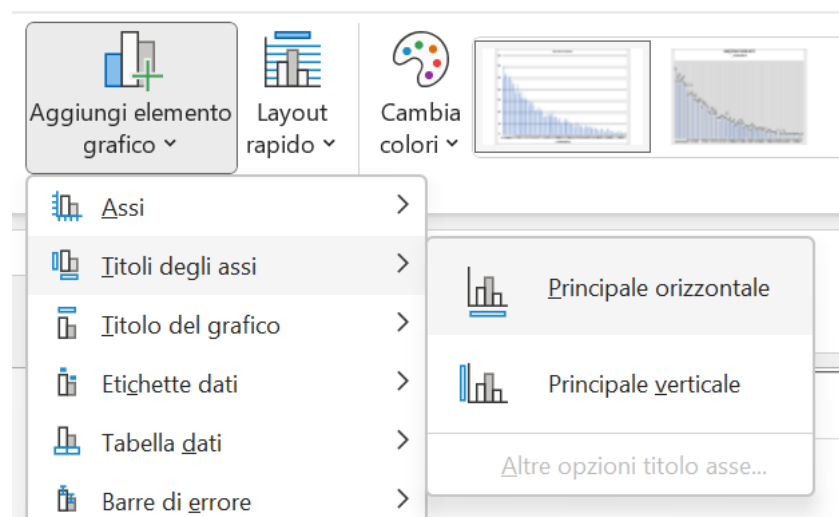 Aggiungi elemento
grafico
Layout
rapido
Cambia
colori
Assi
Titoli degli assi
Titolo del grafico
Etichette dati
Tabella dati
Barre di errore
Principale orizzontale
Principale verticale
Altre opzioni titolo asse...